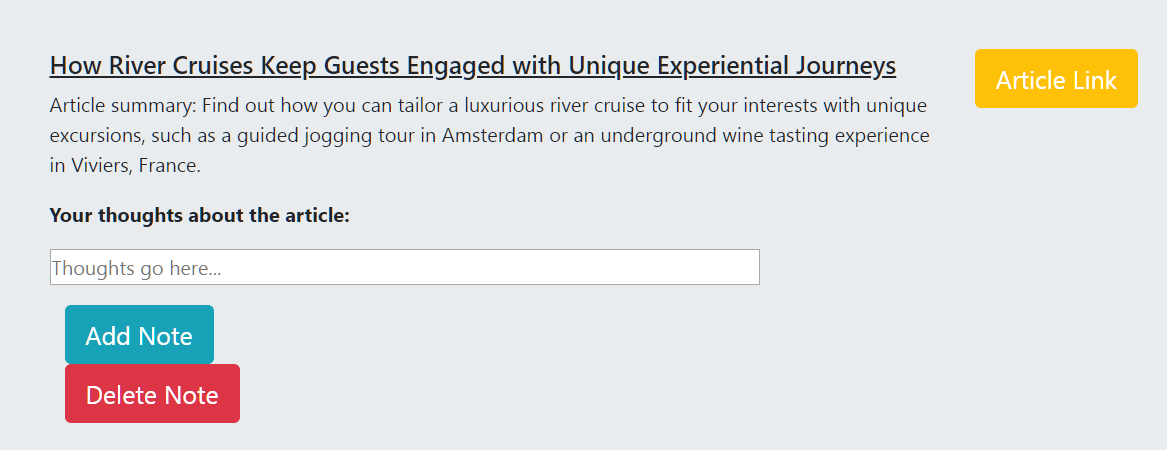 How River Cruises Keep Guests Engaged with Unique Experiential Journeys
Article Link
Article summary: Find out how you can tailor a luxurious river cruise to fit your interests with unique
excursions, such as a guided jogging tour in Amsterdam or an underground wine tasting experience
in Viviers, France.
Your thoughts about the article:
Thoughts go here...
Add Note
Delete Note